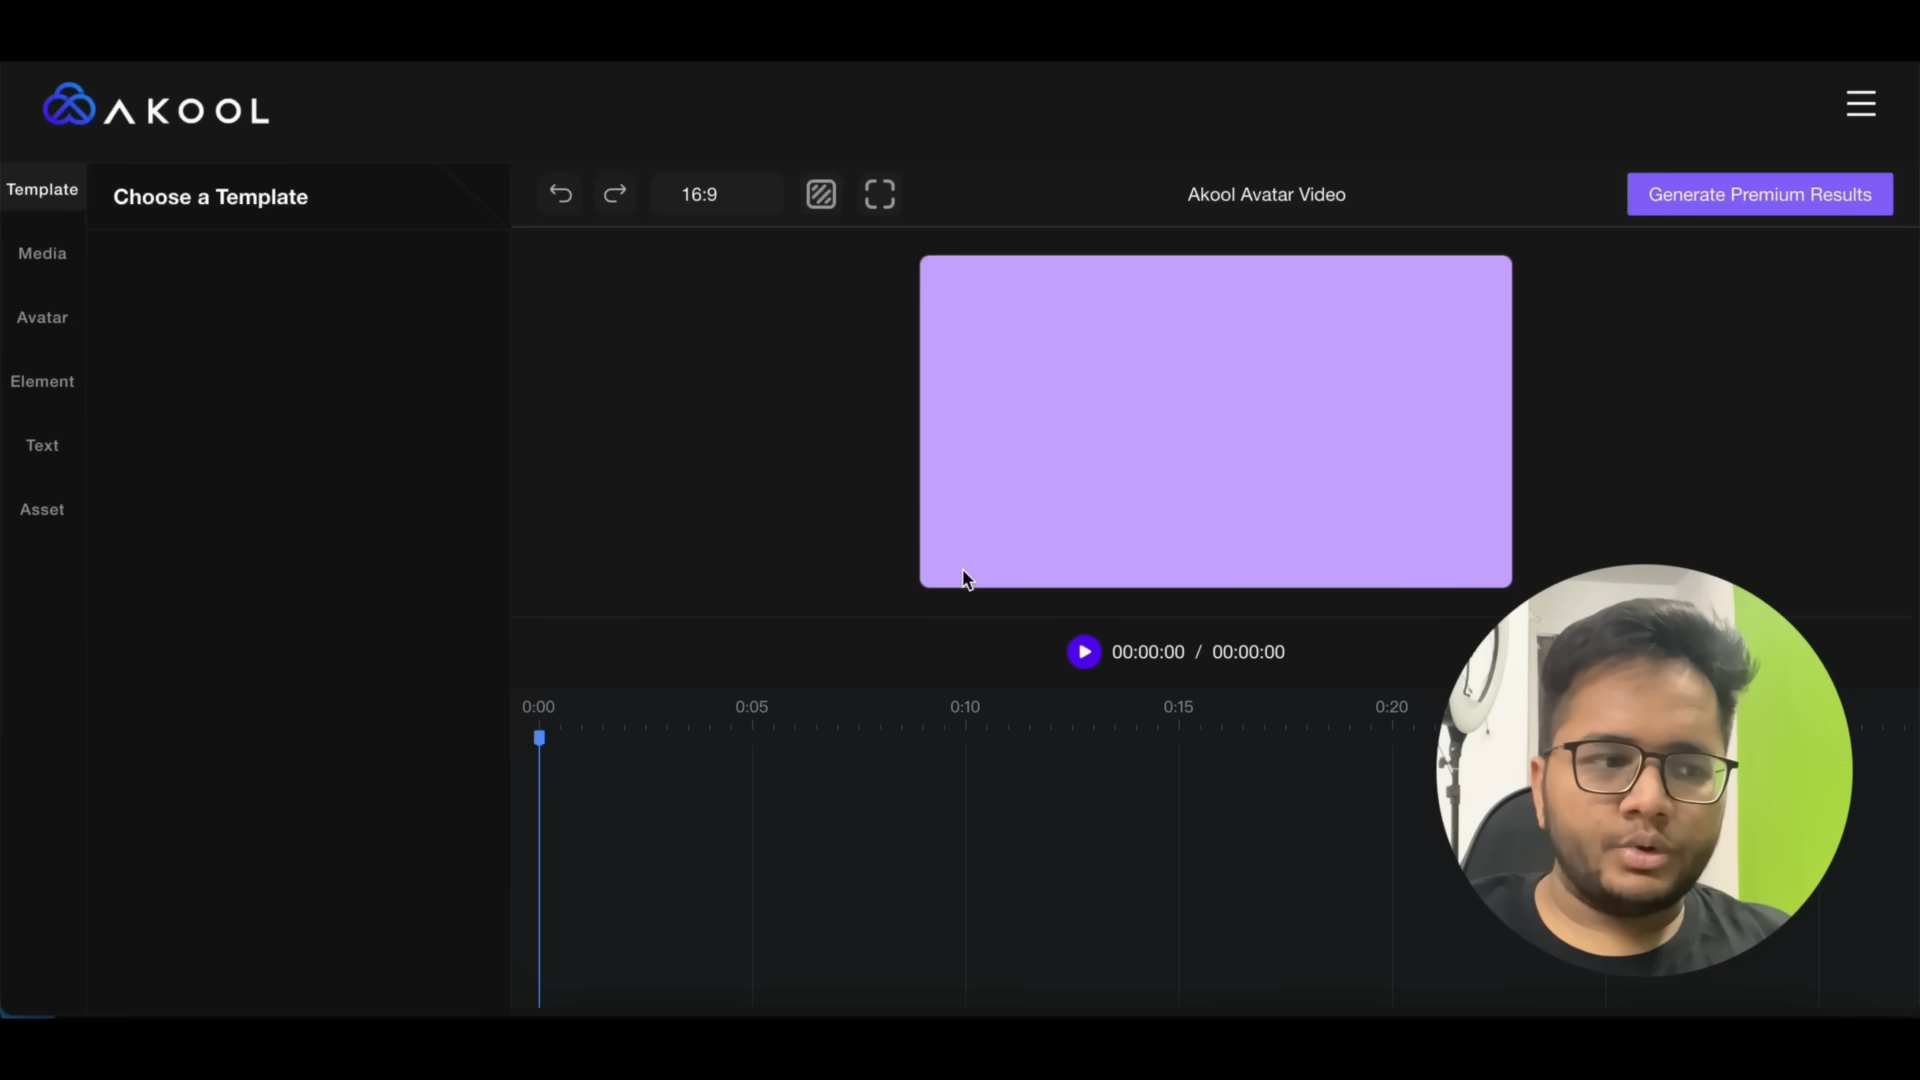 AKOOL
Template
Choose a Template
16:9
Akool Avatar Video
Generate Premium Results
Media
Avatar
Element
Text
Asset
00:00:00 / 00:00:00
0:00
0:05
0:10
0:15
0:20